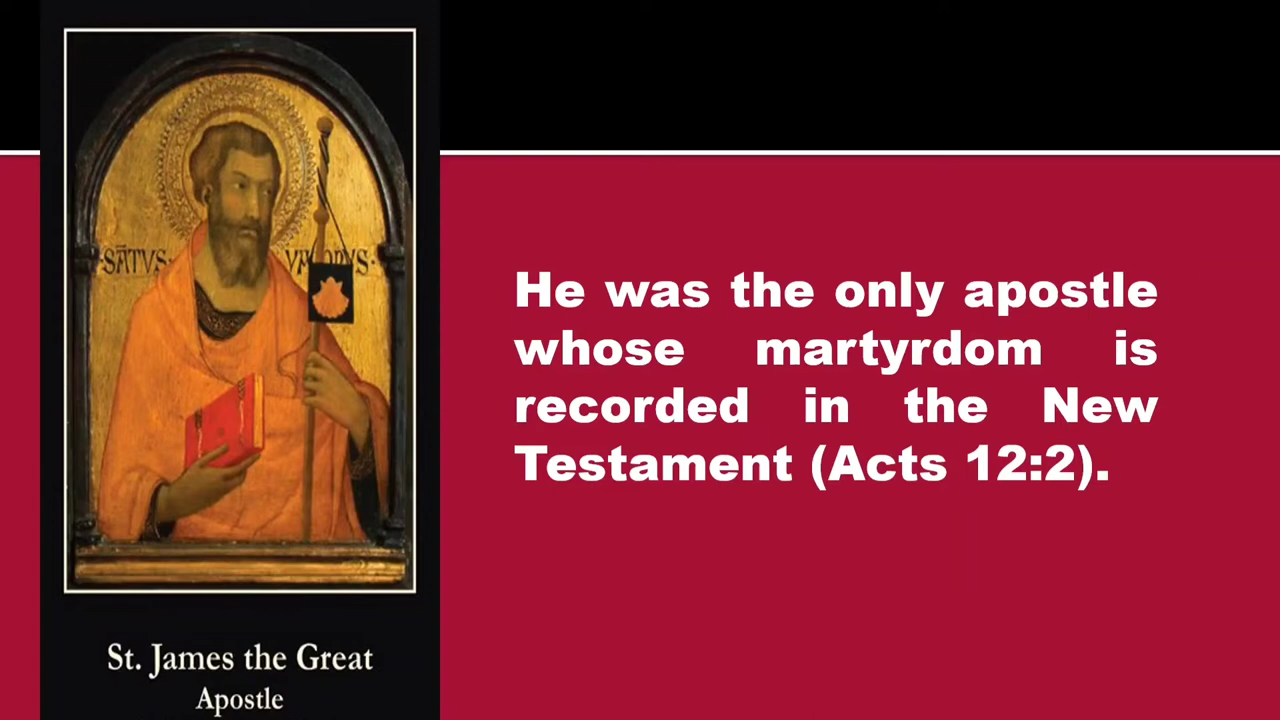 ·SĀTVS·
St. James the Great
Apostle
He was the only apostle
whose martyrdom is
recorded in the New
Testament (Acts 12:2).